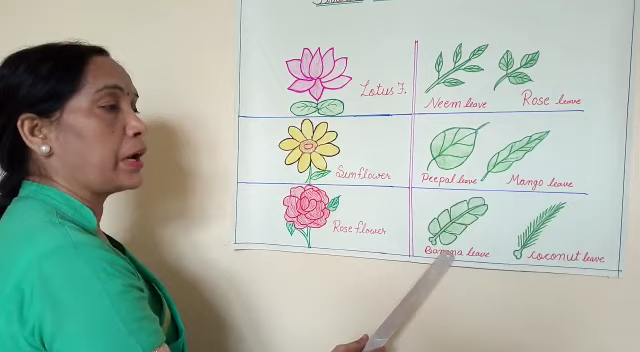 Lotus F.
Sunflower
Rose flower
Neem leave
Rose leave
Peepal leave
Mango leave
Banana leave
coconut leave